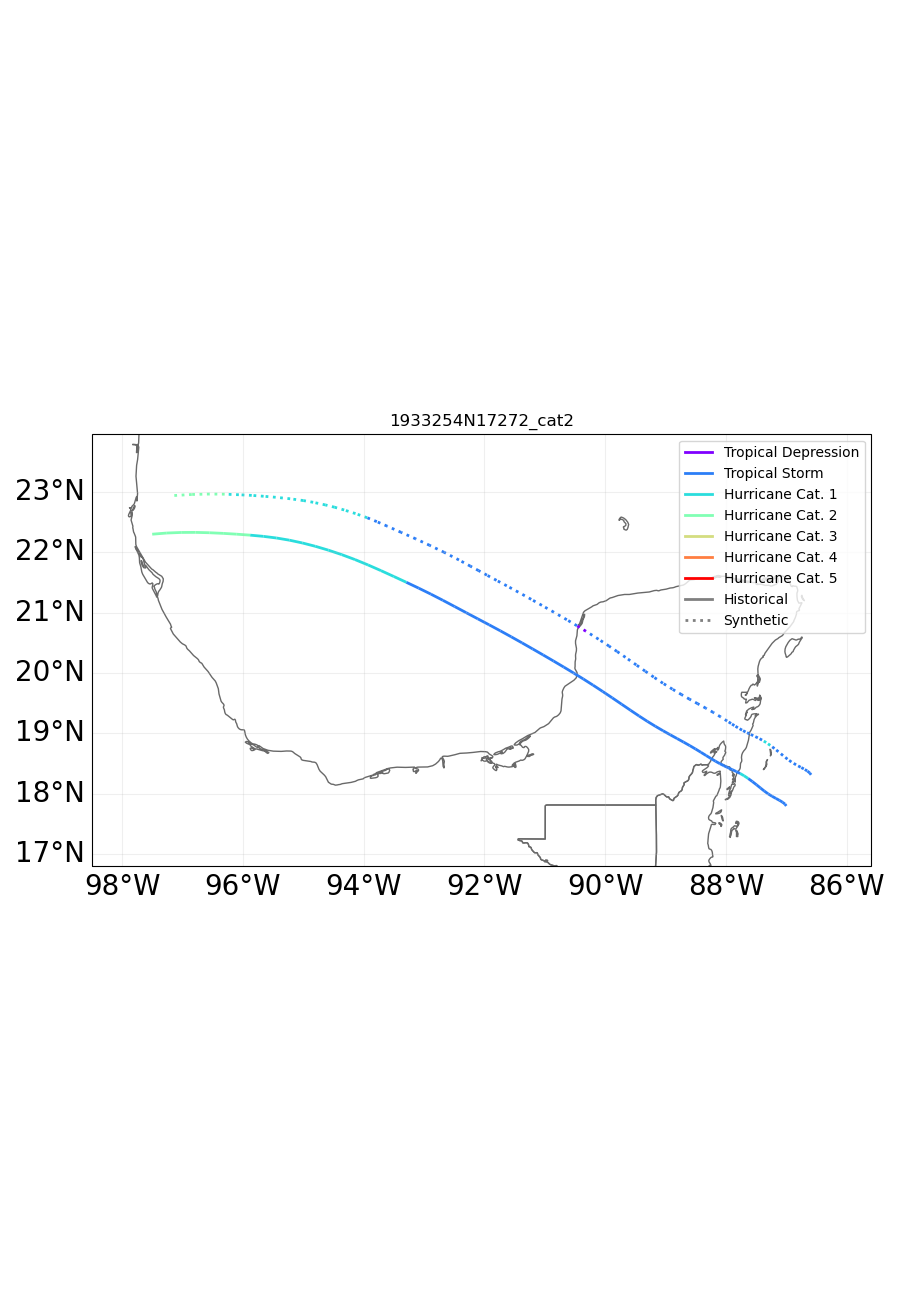 1933254N17272_cat2
Tropical Depression
Tropical Storm
Hurricane Cat. 1
Hurricane Cat. 2
Hurricane Cat. 3
Hurricane Cat. 4
Hurricane Cat. 5
Historical
Synthetic
23°N
22°N
21°N
20°N
19°N
18°N
17°N
98°W 96°W 94°W 92°W 90°W 88°W 86°W